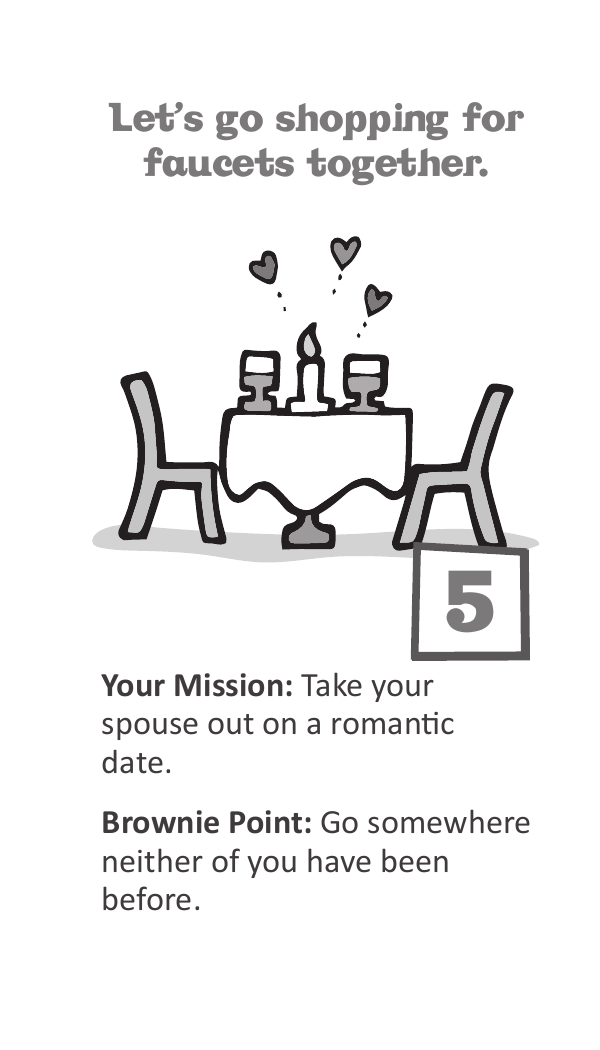 Let's go shopping for
faucets together.
5
Your Mission: Take your
spouse out on a romantic
date.
Brownie Point: Go somewhere
neither of you have been
before.